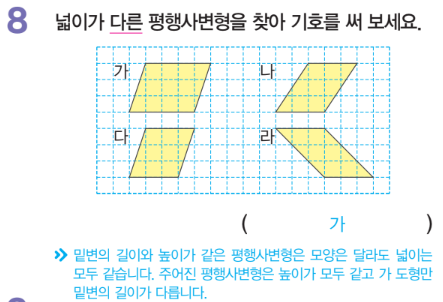 8 넓이가 다른 평행사변형을 찾아 기호를 써 보세요.
가 나
다 라
( 가 )
>> 밑변의 길이와 높이가 같은 평행사변형은 모양은 달라도 넓이는
모두 같습니다. 주어진 평행사변형은 높이가 모두 같고 가 도형만
밑변의 길이가 다릅니다.